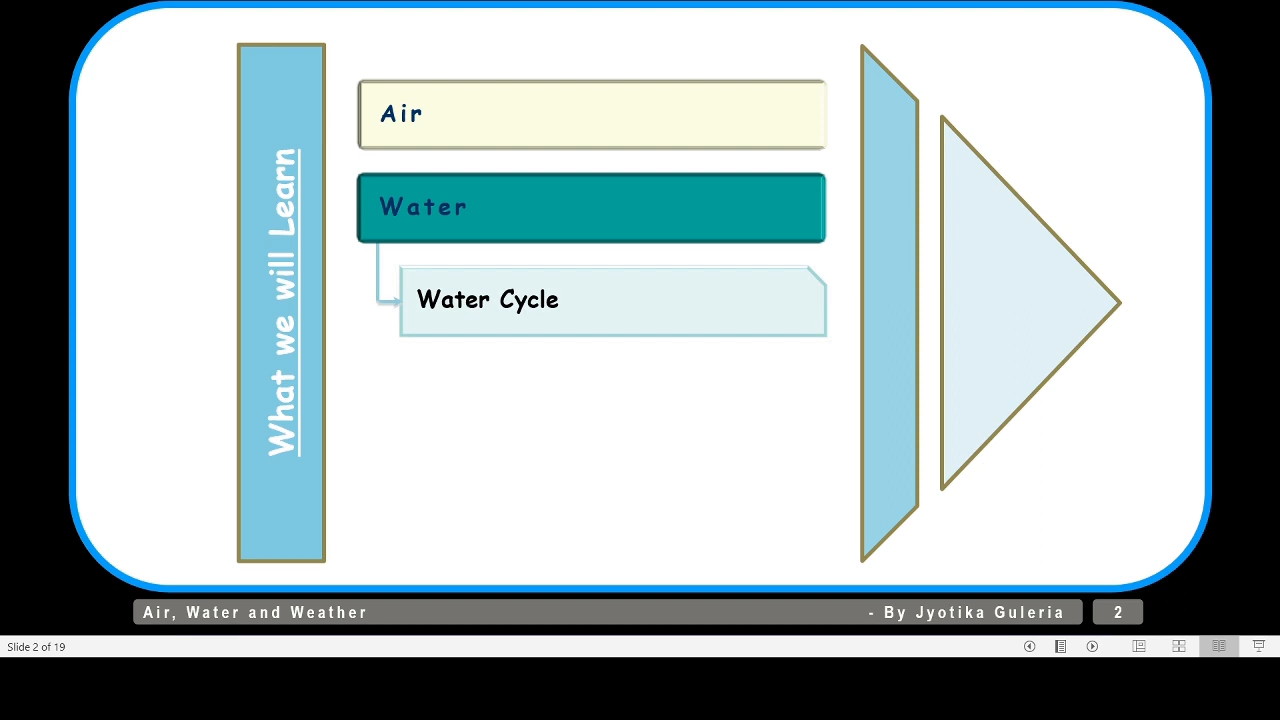 What we will Learn
Air
Water
Water Cycle
Air, Water and Weather
- By Jyotika Guleria
2
Slide 2 of 19